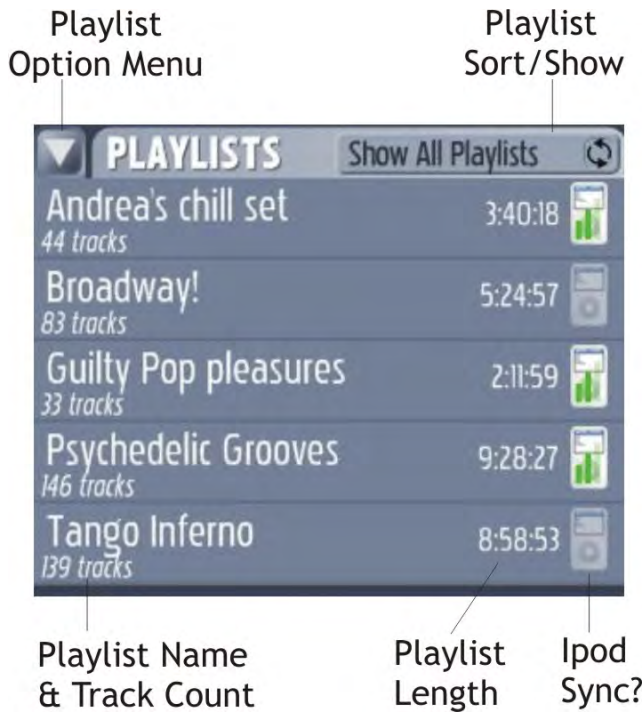 Playlist
Option Menu
Playlist
Sort/Show
PLAYLISTS
Show All Playlists
Andrea's chill set
44 tracks
3:40:18
Broadway!
83 tracks
5:24:57
Guilty Pop pleasures
33 tracks
2:11:59
Psychedelic Grooves
146 tracks
9:28:27
Tango Inferno
139 tracks
8:58:53
Playlist Name
& Track Count
Playlist
Length
Ipod
Sync?